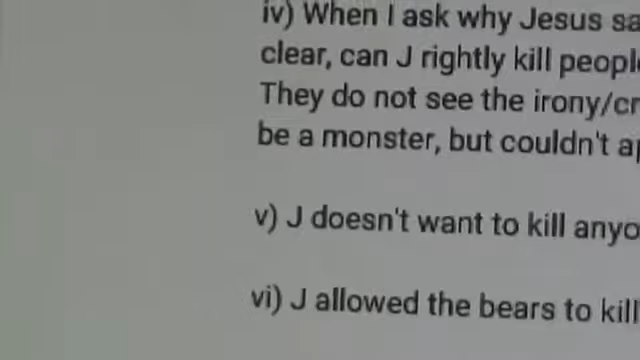 iv) When I ask why Jesus sa
clear, can J rightly kill peopl
They do not see the irony/cr
be a monster, but couldn't a
v) J doesn't want to kill anyo
vi) J allowed the bears to kill